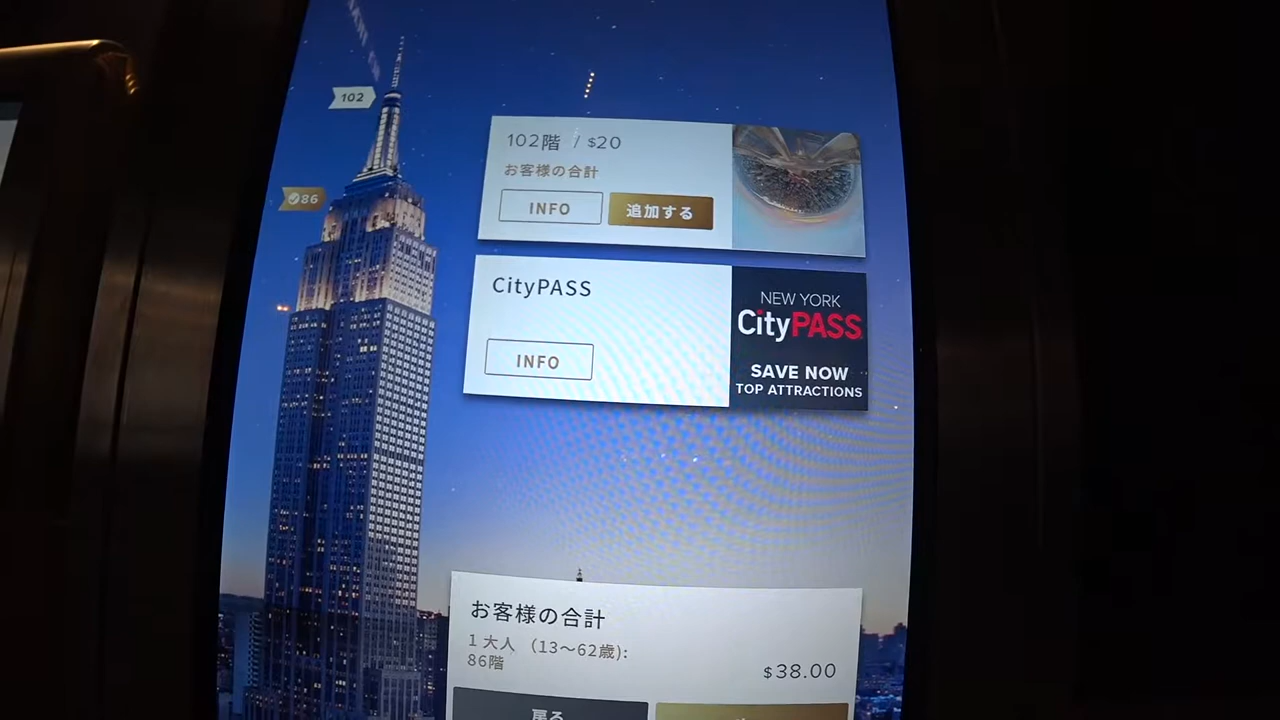 102
86
102階 / $20
お客様の合計
INFO
追加する
CityPASS
INFO
NEW YORK
CityPASS
SAVE NOW
TOP ATTRACTIONS
お客様の合計
1 大人 （13〜62歳):
86階
$38.00
戻る